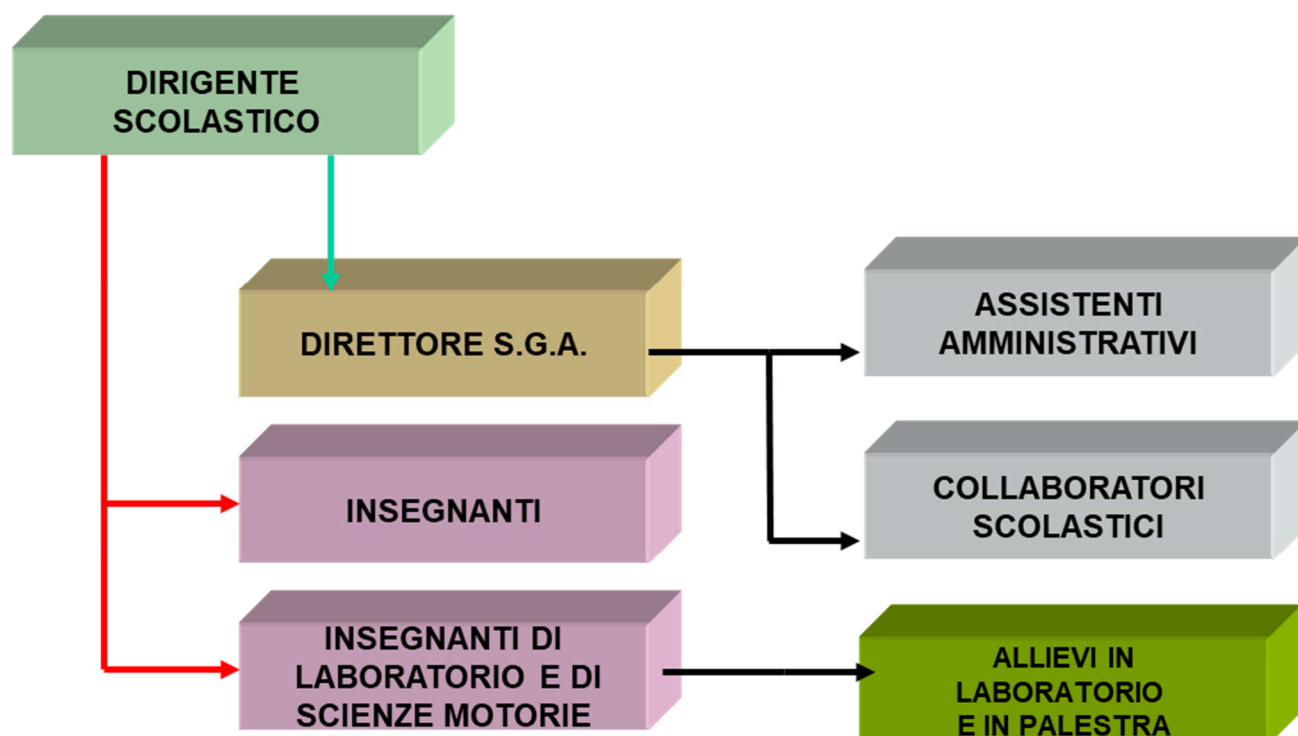 DIRIGENTE
SCOLASTICO
DIRETTORE S.G.A.
ASSISTENTI
AMMINISTRATIVI
INSEGNANTI
COLLABORATORI
SCOLASTICI
INSEGNANTI DI
LABORATORIO E DI
SCIENZE MOTORIE
ALLIEVI IN
LABORATORIO
E IN PALESTRA